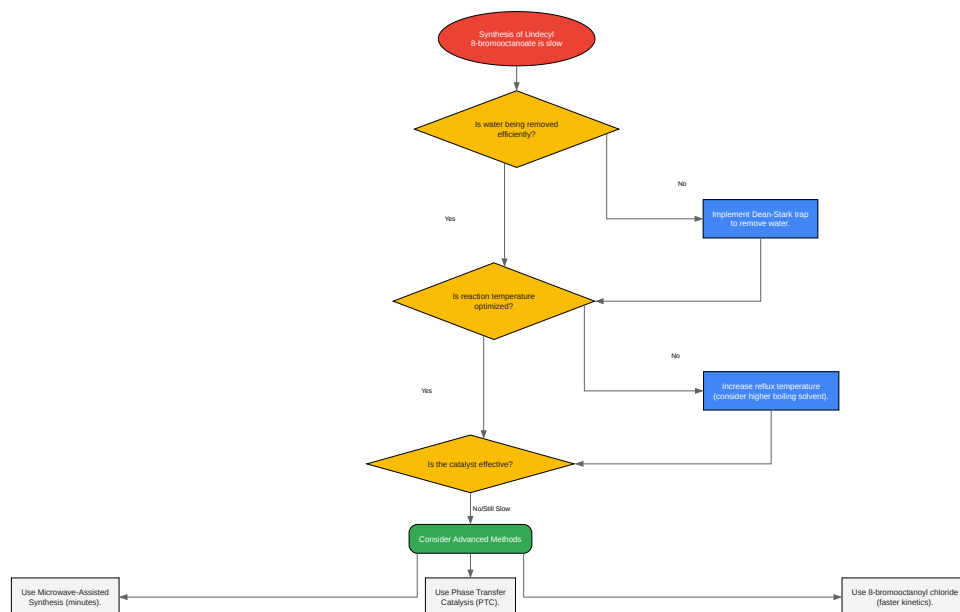 Synthesis of Undecyl
8-bromooctanoate is slow
Is water being removed
efficiently?
No
Implement Dean-Stark trap
to remove water.
Yes
Is reaction temperature
optimized?
No
Increase reflux temperature
(consider higher boiling solvent).
Yes
Is the catalyst effective?
No/Still Slow
Consider Advanced Methods
Use Microwave-Assisted
Synthesis (minutes).
Use Phase Transfer
Catalysis (PTC).
Use 8-bromooctanoyl chloride
(faster kinetics).